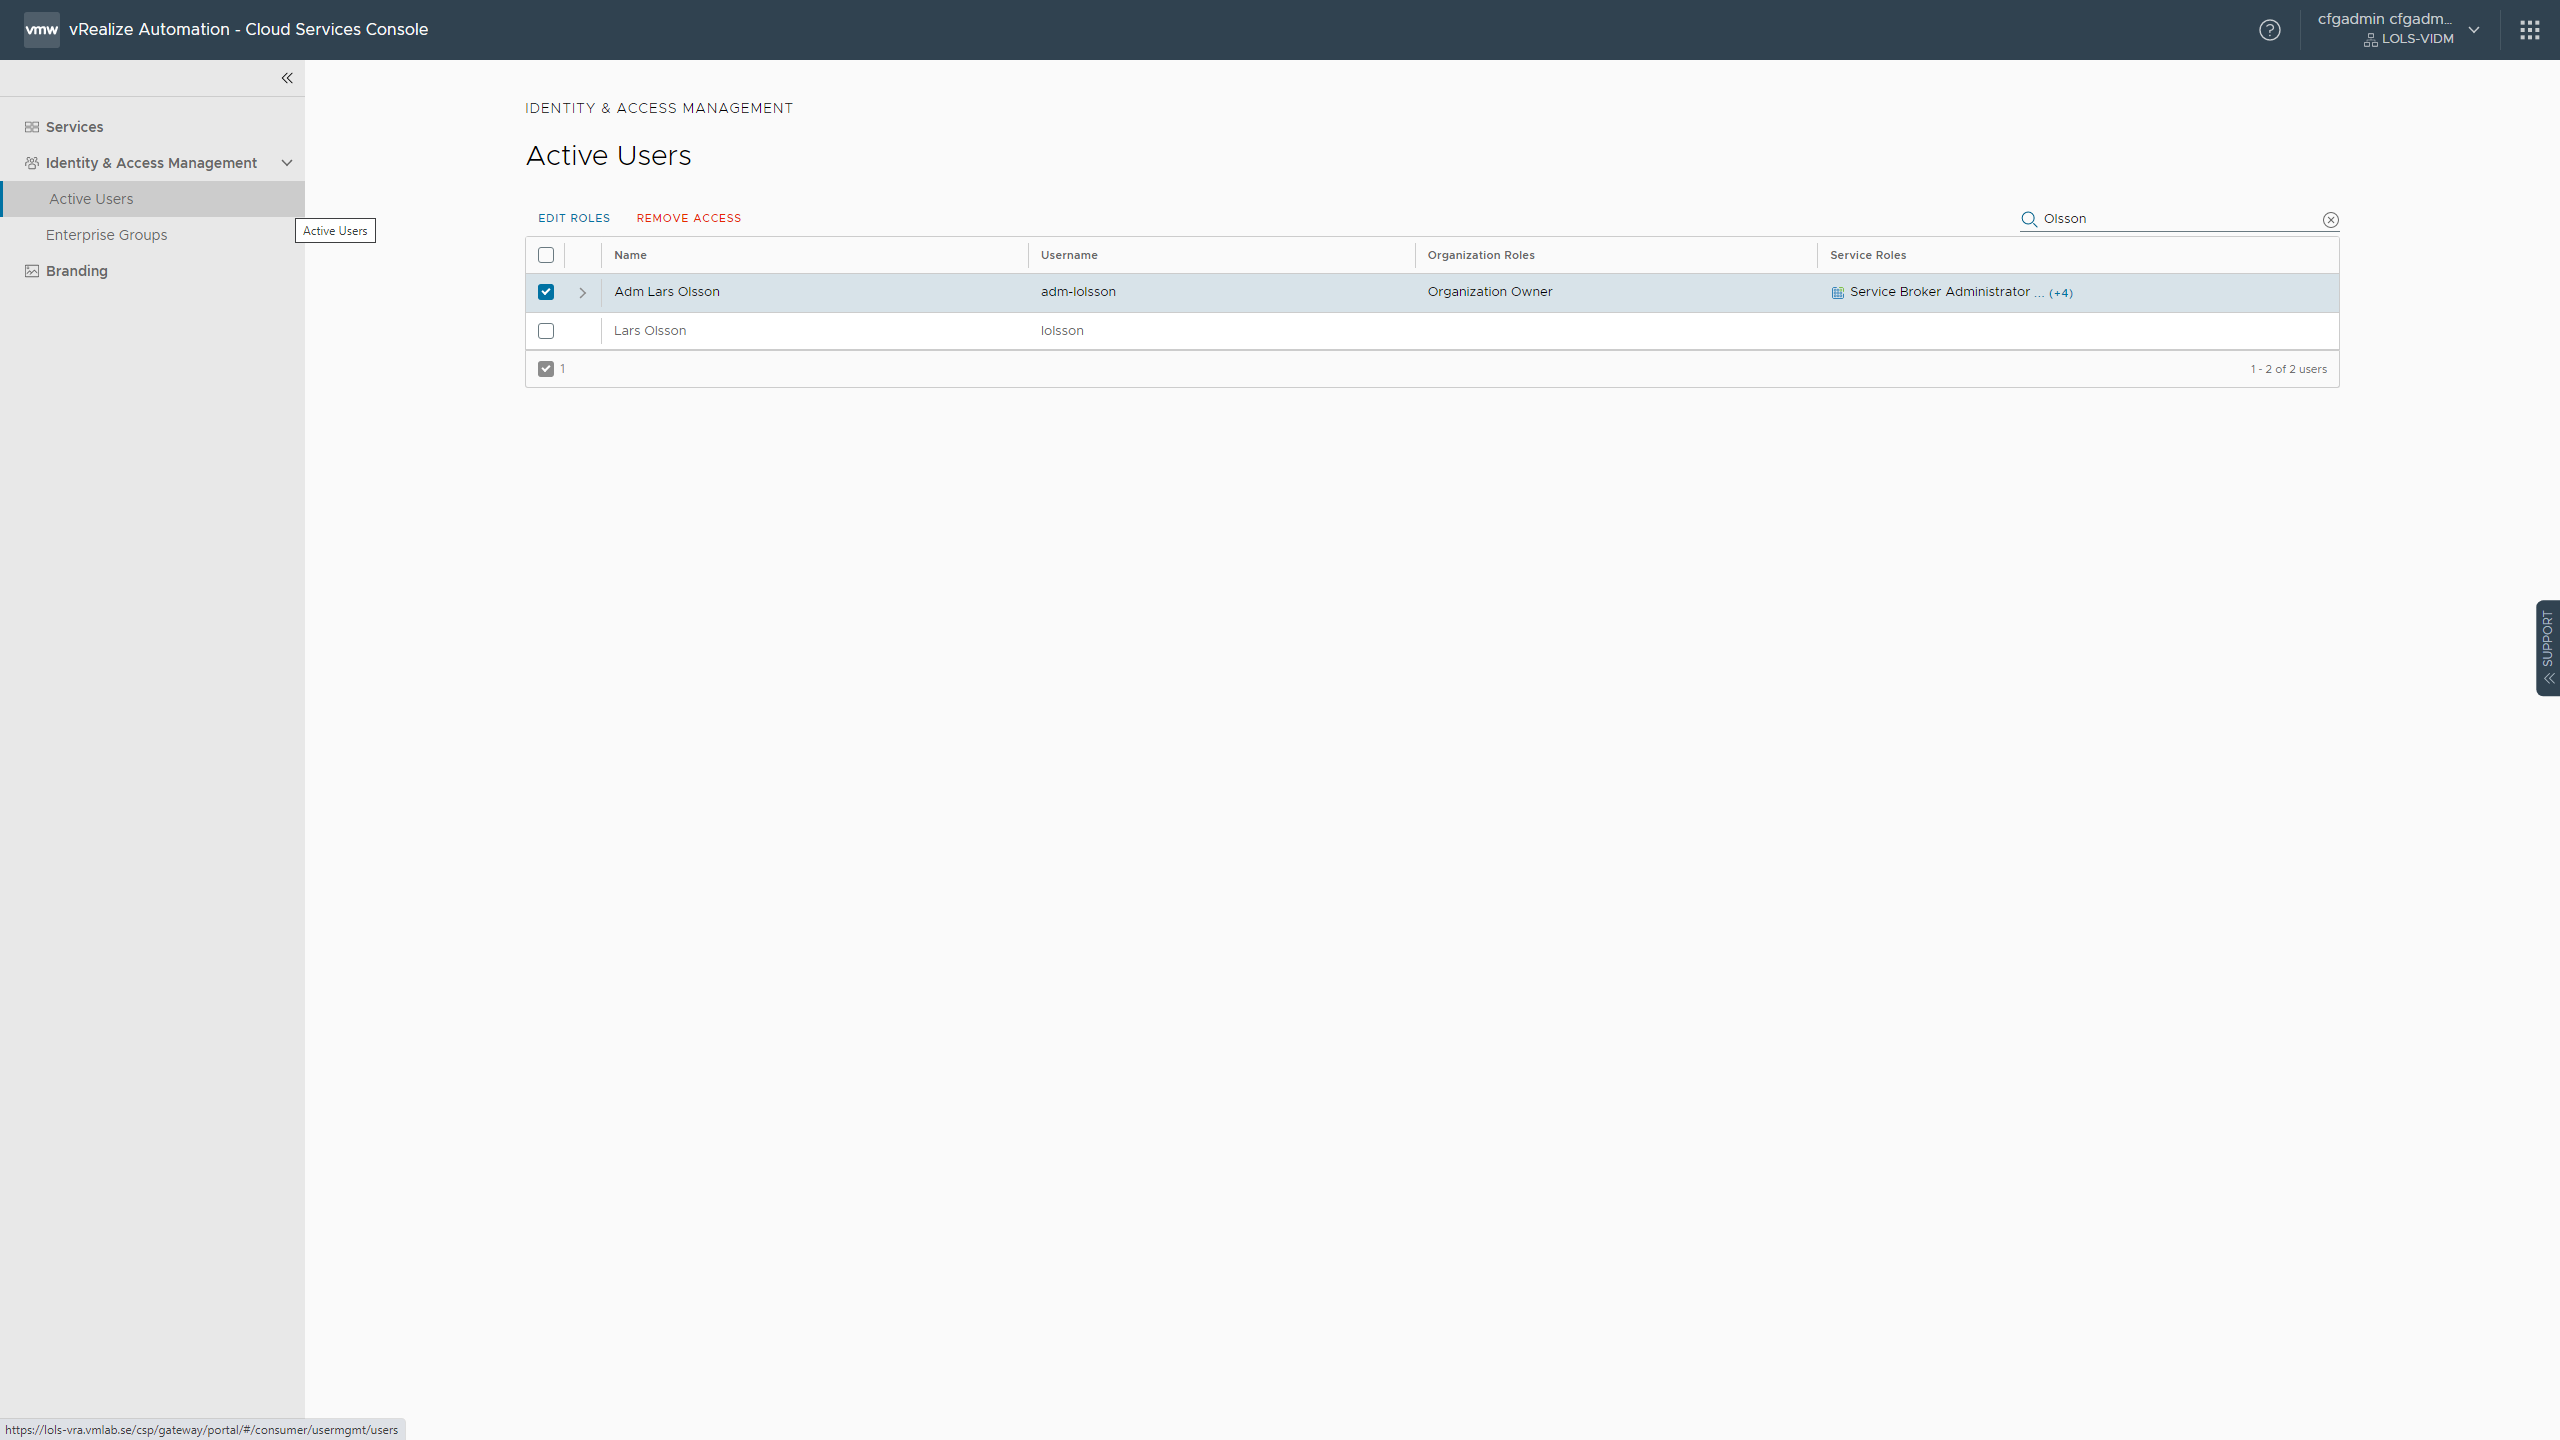 vmw vRealize Automation - Cloud Services Console
cfgadmin cfgadm...
LOLS-VIDM
Services
Identity & Access Management
Active Users
Enterprise Groups
Branding
Active Users
IDENTITY & ACCESS MANAGEMENT
Active Users
EDIT ROLES REMOVE ACCESS
Olsson
Name Username Organization Roles Service Roles
Adm Lars Olsson adm-lolsson Organization Owner Service Broker Administrator ... (+4)
Lars Olsson lolsson
1 1 - 2 of 2 users
SUPPORT
https://lols-vra.vmlab.se/csp/gateway/portal/#/consumer/usermgmt/users